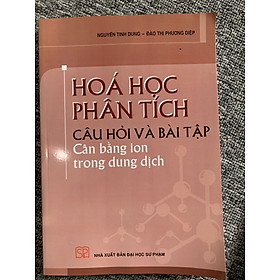 NGUYỄN TINH DUNG - ĐÀO THỊ PHƯƠNG DIỆP
HOÁ HỌC
PHÂN TÍCH
CÂU HỎI VÀ BÀI TẬP
Cân bằng ion
trong dung dịch
NHÀ XUẤT BẢN ĐẠI HỌC SƯ PHẠM